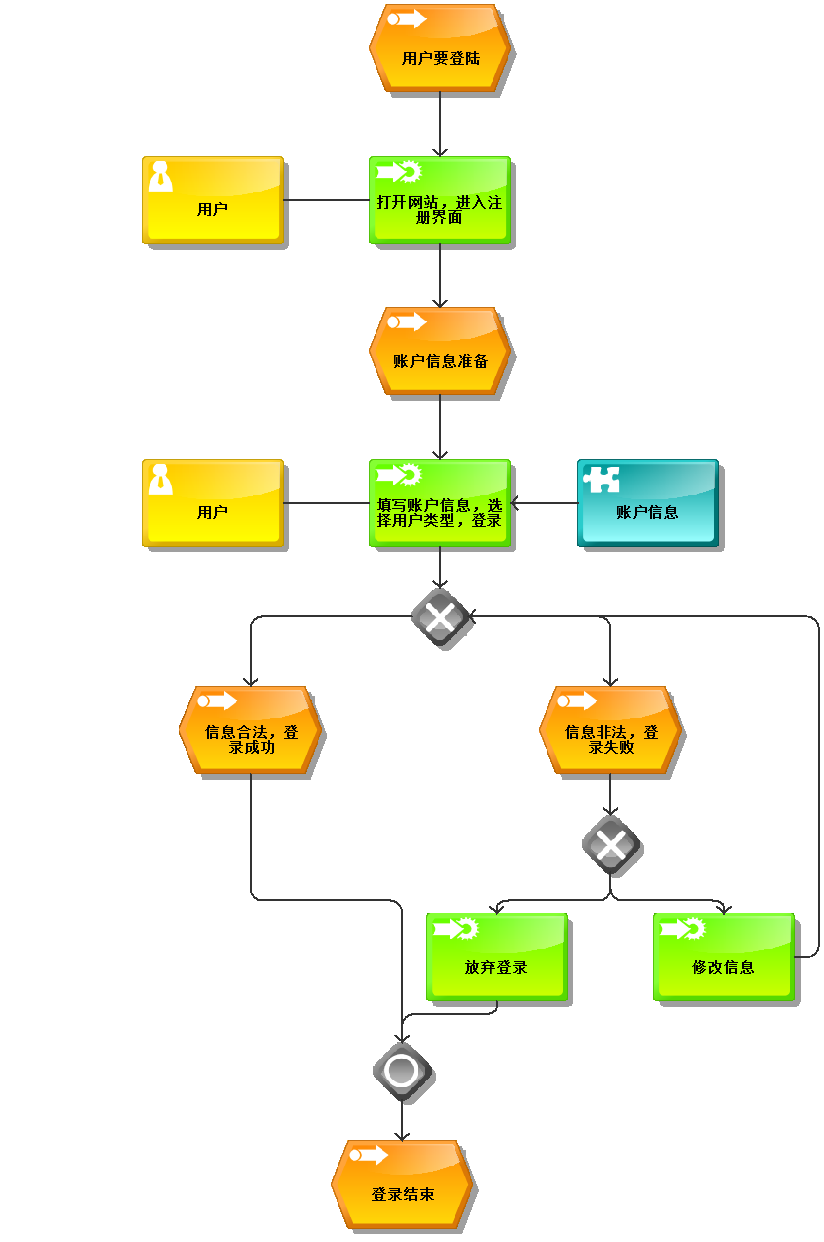 用户要登陆
用户
打开网站，进入注
册界面
账户信息准备
用户
填写账户信息，选
择用户类型，登录
账户信息
信息合法，登
录成功
信息非法，登
录失败
放弃登录
修改信息
登录结束